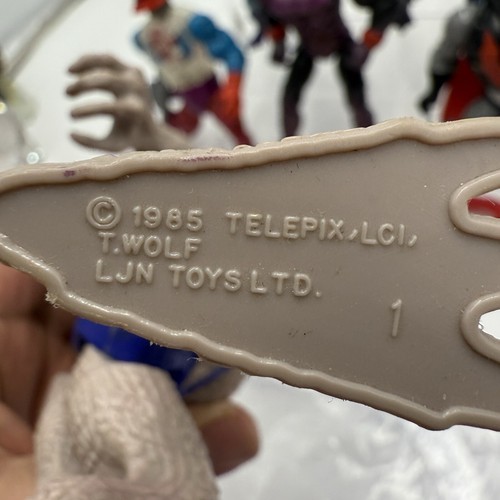 © 1985 TELEPIX, LCI,
T.WOLF
LJN TOYS LTD.
1